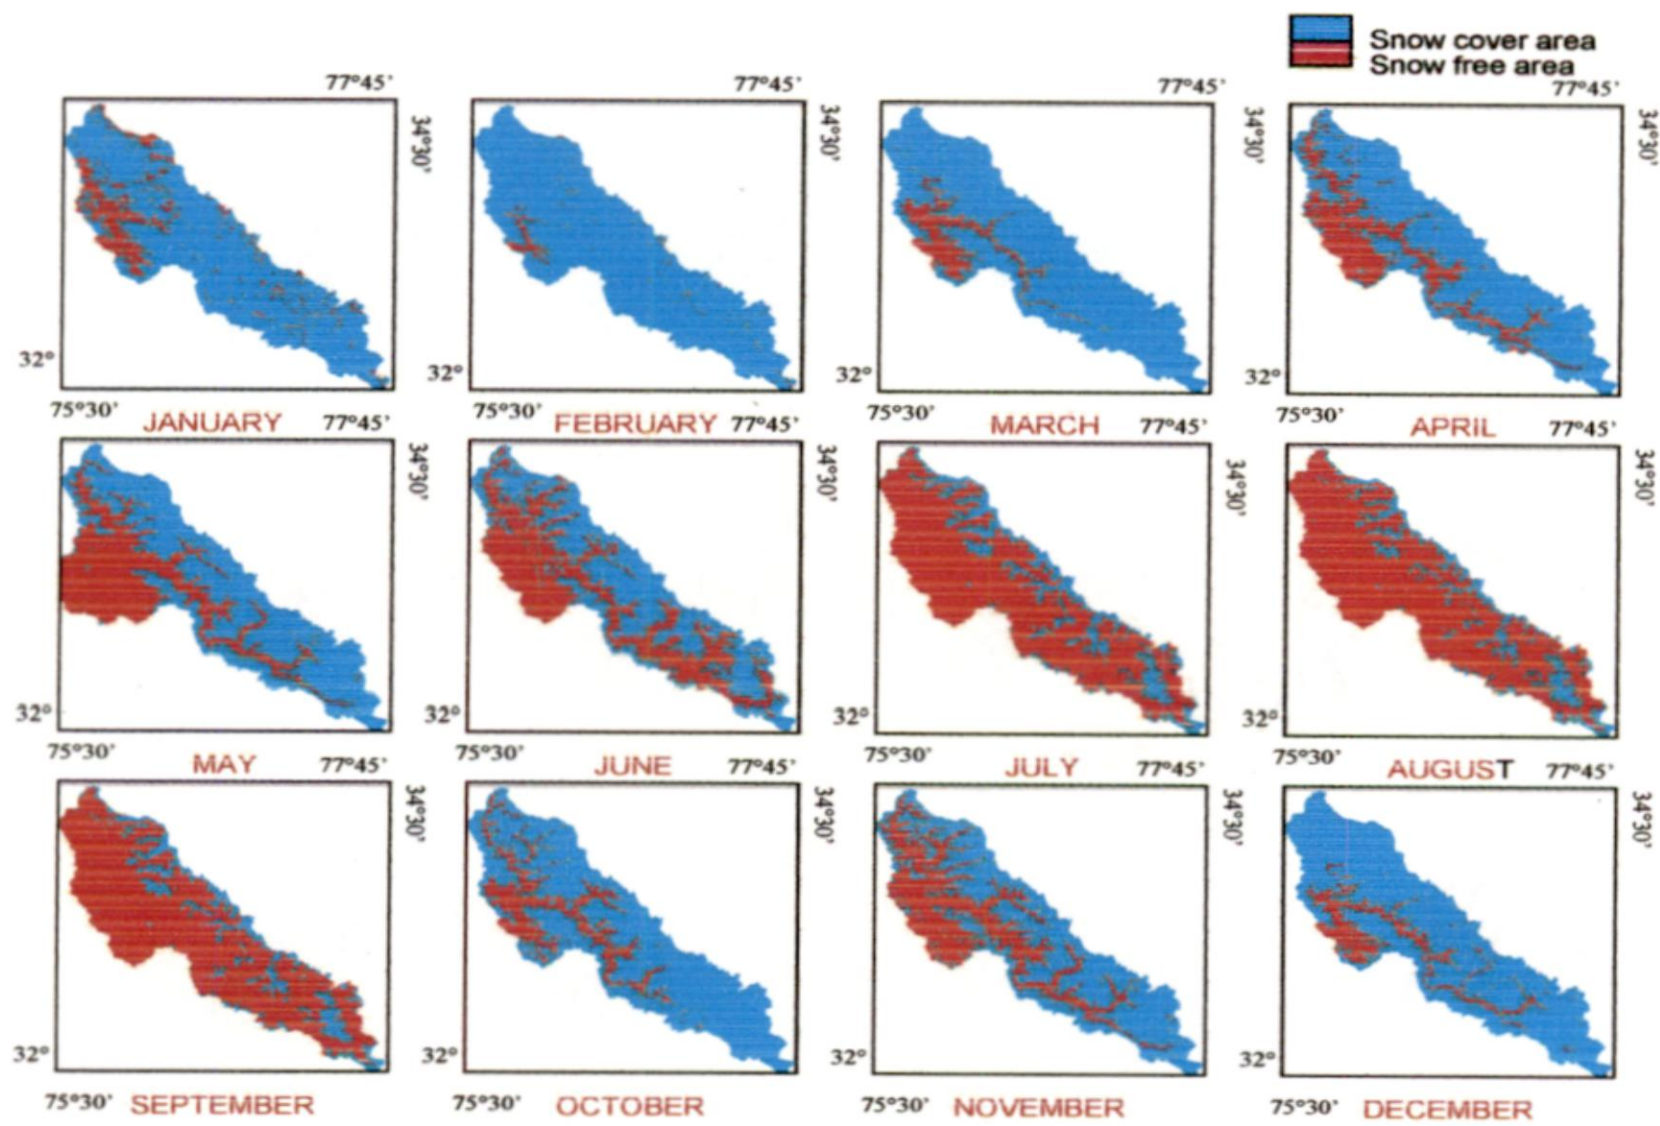 Snow cover area
Snow free area
77°45' 77°45' 77°45' 77°45'
34°30' 34°30' 34°30' 34°30'
32° 32° 32° 32°
75°30' 75°30' 75°30' 75°30'
JANUARY FEBRUARY MARCH APRIL
77°45' 77°45' 77°45' 77°45'
34°30' 34°30' 34°30' 34°30'
32° 32° 32° 32°
75°30' 75°30' 75°30' 75°30'
MAY JUNE JULY AUGUST
77°45' 77°45' 77°45' 77°45'
34°30' 34°30' 34°30' 34°30'
32° 32° 32° 32°
75°30' SEPTEMBER 75°30' OCTOBER 75°30' NOVEMBER 75°30' DECEMBER